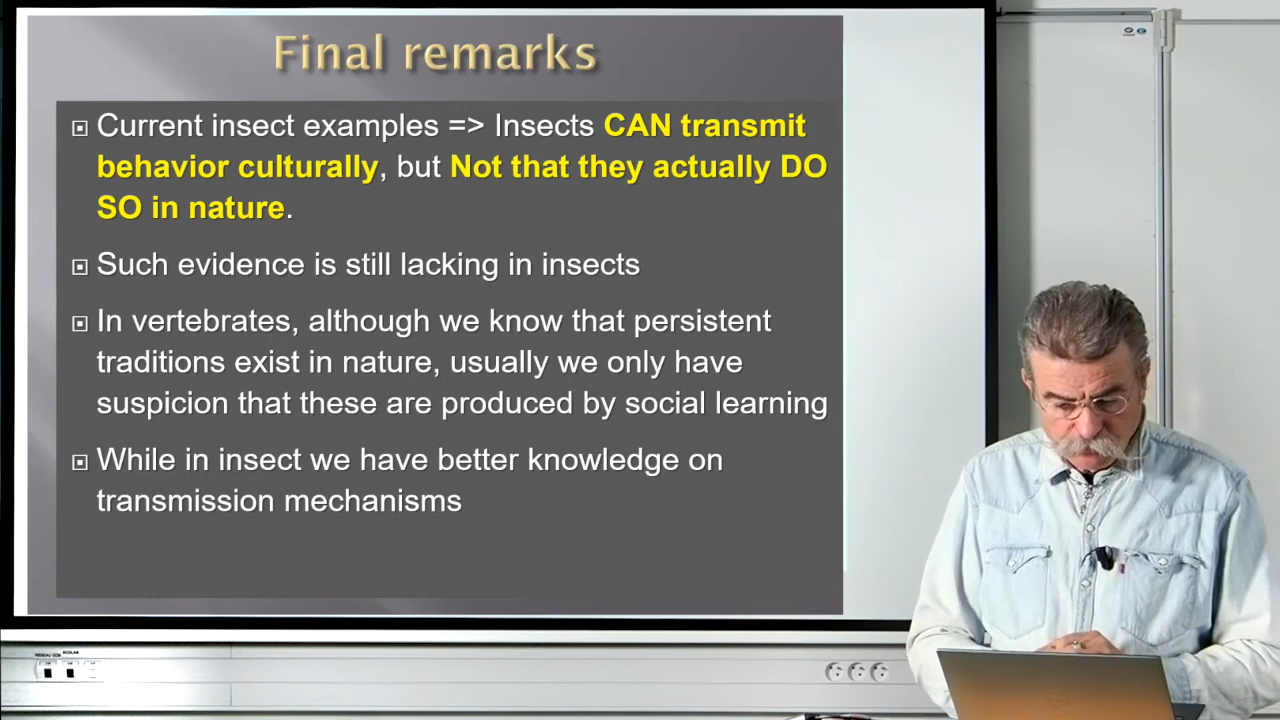 Final remarks
Current insect examples => Insects CAN transmit
behavior culturally, but Not that they actually DO
SO in nature.
Such evidence is still lacking in insects
In vertebrates, although we know that persistent
traditions exist in nature, usually we only have
suspicion that these are produced by social learning
While in insect we have better knowledge on
transmission mechanisms